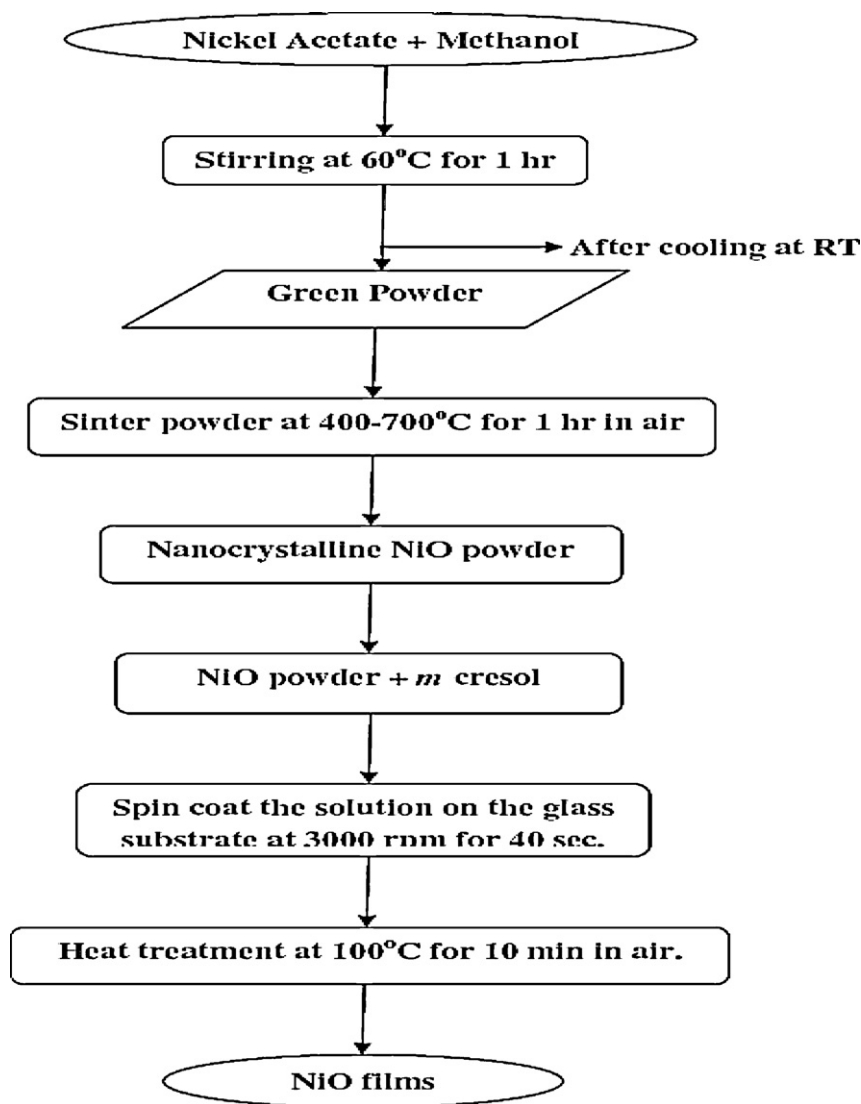 Nickel Acetate + Methanol
Stirring at 60°C for 1 hr
After cooling at RT
Green Powder
Sinter powder at 400-700°C for 1 hr in air
Nanocrystalline NiO powder
NiO powder + m cresol
Spin coat the solution on the glass
substrate at 3000 rpm for 40 sec.
Heat treatment at 100°C for 10 min in air.
NiO films